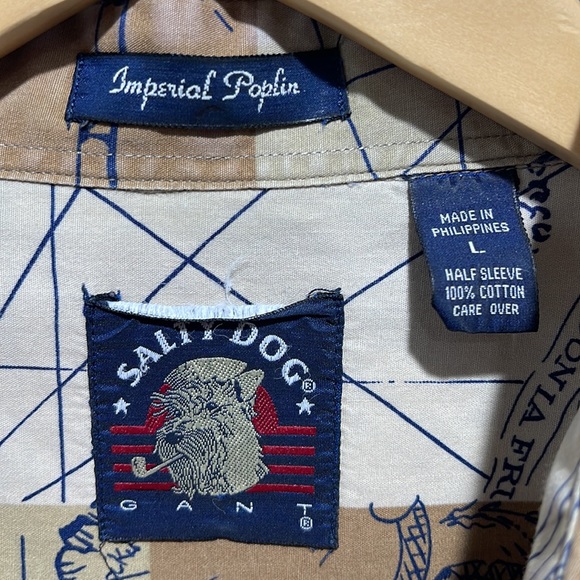 Imperial Poplin
MADE IN
PHILIPPINES
L
HALF SLEEVE
100% COTTON
CARE OVER
SALTY DOG®
GANT®